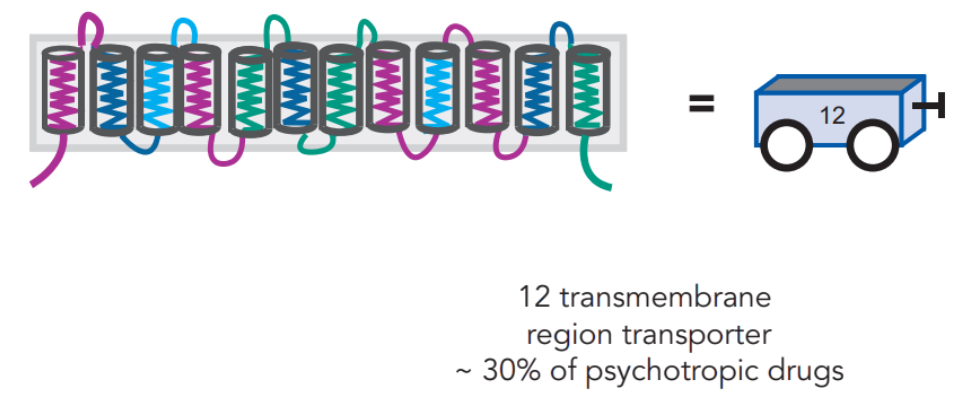 =
12
12 transmembrane
region transporter
~ 30% of psychotropic drugs